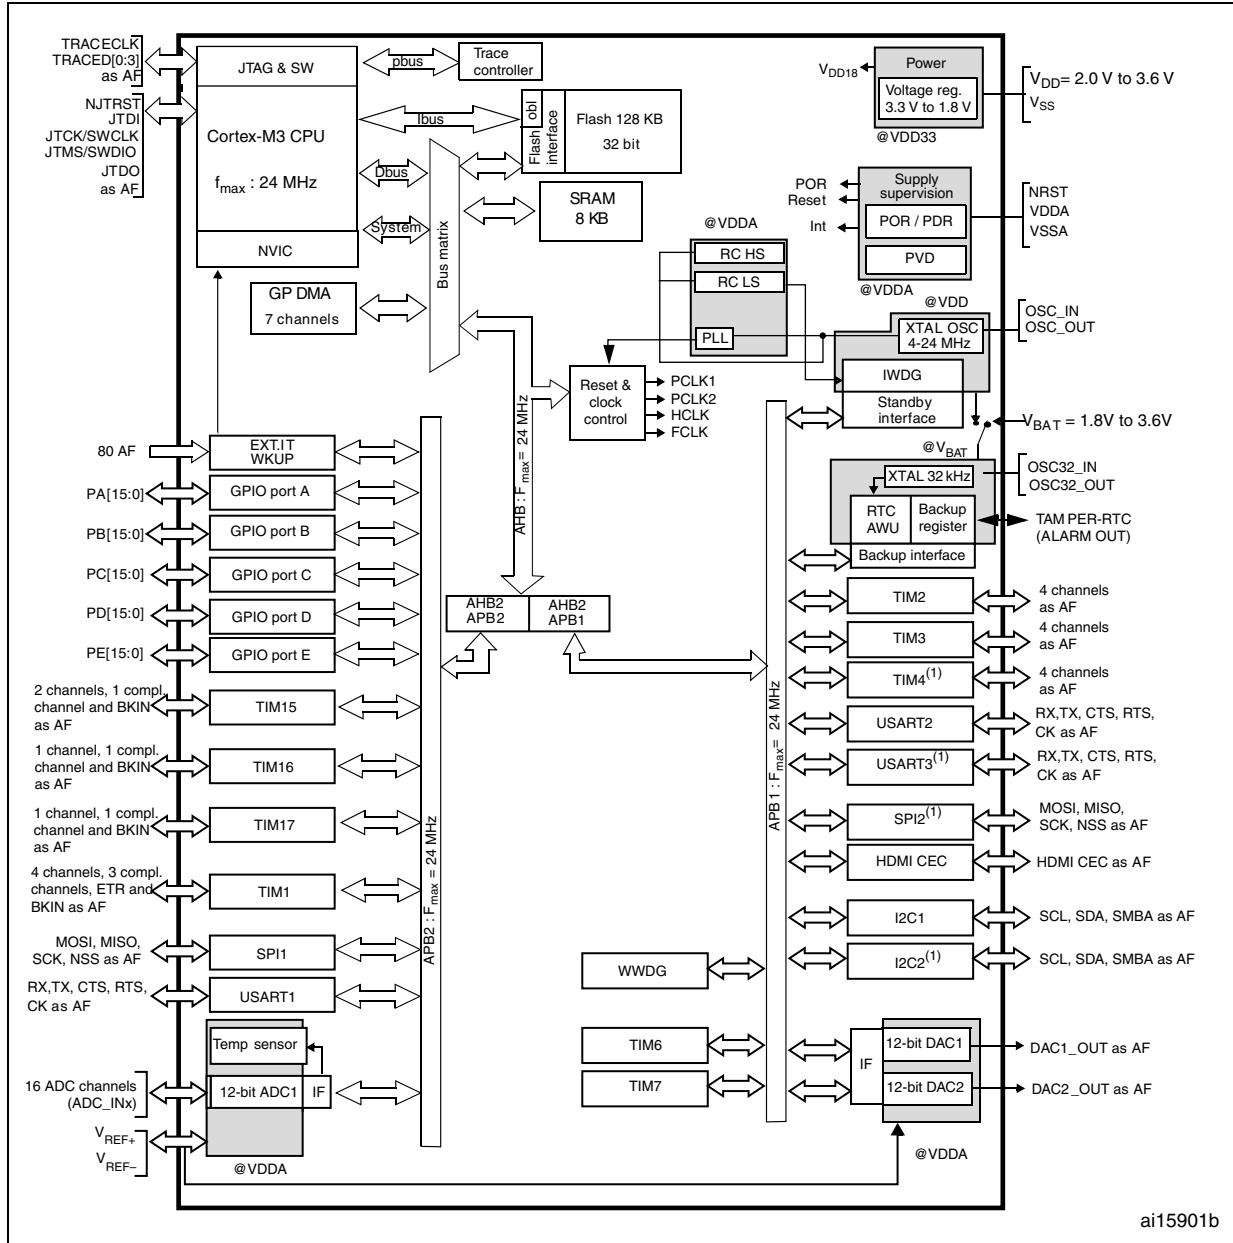 TRACECLK
TRACED[0:3]
as AF
NJTRST
JTDI
JTCK/SWCLK
JTMS/SWDIO
JTDO
as AF
JTAG & SW
Cortex-M3 CPU
fmax : 24 MHz
NVIC
pbus
Trace
controller
Ibus
Dbus
System
Flash obl
interface
Flash 128 KB
32 bit
SRAM
8 KB
Bus matrix
GP DMA
7 channels
VDD18
Power
Voltage reg.
3.3 V to 1.8 V
@VDD33
VDD= 2.0 V to 3.6 V
VSS
POR
Reset
Int
Supply
supervision
POR / PDR
PVD
@VDDA
NRST
VDDA
VSSA
@VDDA
RC HS
RC LS
PLL
@VDD
XTAL OSC
4-24 MHz
IWDG
Standby
interface
OSC_IN
OSC_OUT
Reset &
clock
control
PCLK1
PCLK2
HCLK
FCLK
VBAT = 1.8V to 3.6V
@VBAT
XTAL 32 kHz
RTC
AWU
Backup
register
Backup interface
OSC32_IN
OSC32_OUT
TAMPER-RTC
(ALARM OUT)
AHB : Fmax= 24 MHz
AHB2
APB2
AHB2
APB1
80 AF
EXT.IT
WKUP
PA[15:0]
GPIO port A
PB[15:0]
GPIO port B
PC[15:0]
GPIO port C
PD[15:0]
GPIO port D
PE[15:0]
GPIO port E
2 channels, 1 compl.
channel and BKIN
as AF
TIM15
1 channel, 1 compl.
channel and BKIN
as AF
TIM16
1 channel, 1 compl.
channel and BKIN
as AF
TIM17
4 channels, 3 compl.
channels, ETR and
BKIN as AF
TIM1
MOSI, MISO,
SCK, NSS as AF
SPI1
RX,TX, CTS, RTS,
CK as AF
USART1
Temp sensor
16 ADC channels
(ADC_INx)
12-bit ADC1
IF
VREF+
VREF–
@VDDA
APB2 : Fmax = 24 MHz
APB1 : Fmax= 24 MHz
TIM2
4 channels
as AF
TIM3
4 channels
as AF
TIM4(1)
4 channels
as AF
USART2
RX,TX, CTS, RTS,
CK as AF
USART3(1)
RX,TX, CTS, RTS,
CK as AF
SPI2(1)
MOSI, MISO,
SCK, NSS as AF
HDMI CEC
HDMI CEC as AF
I2C1
SCL, SDA, SMBA as AF
I2C2(1)
SCL, SDA, SMBA as AF
WWDG
TIM6
TIM7
IF
12-bit DAC1
DAC1_OUT as AF
12-bit DAC2
DAC2_OUT as AF
@VDDA
ai15901b